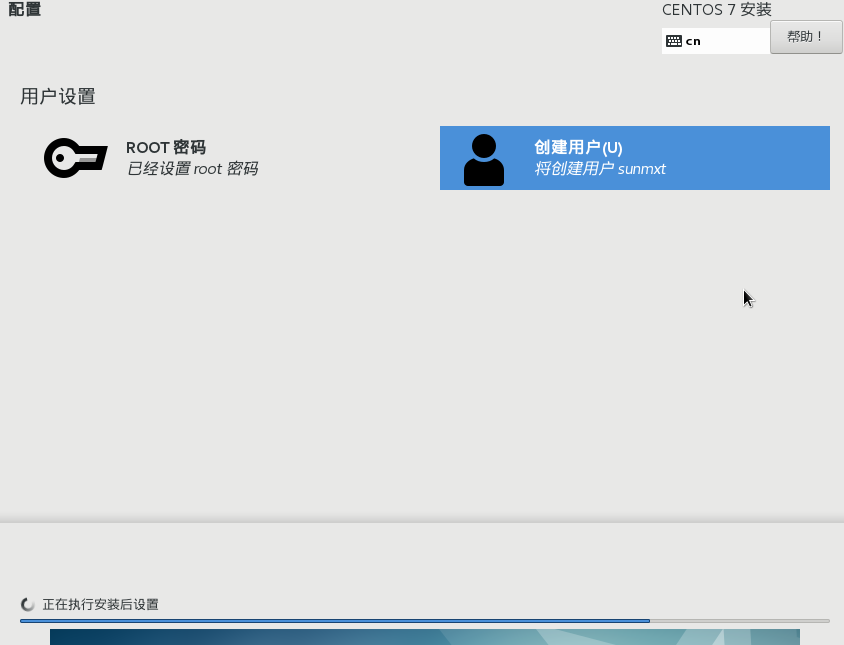 配置
CENTOS 7 安装
cn
帮助！
用户设置
ROOT 密码
已经设置 root 密码
创建用户(U)
将创建用户 sunmxt
正在执行安装后设置